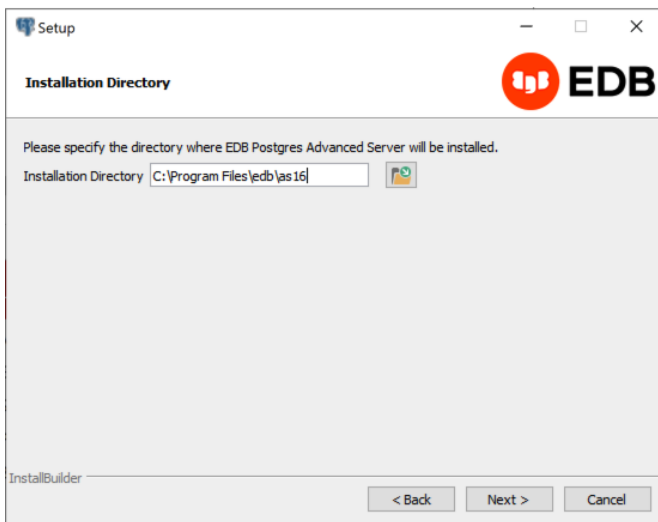 Setup
Installation Directory
EDB
Please specify the directory where EDB Postgres Advanced Server will be installed.
Installation Directory C:\Program Files\edb\as16
InstallBuilder
< Back Next > Cancel